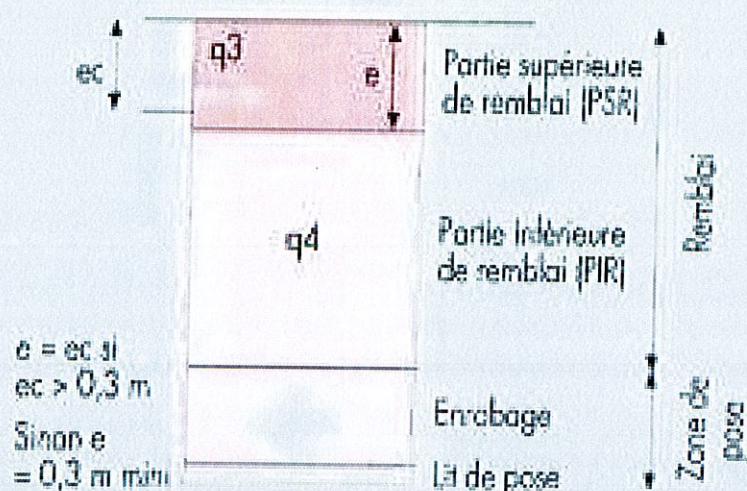 ec
q3
e
Partie supérieure
de remblai (PSR)
Remblai
q4
Partie Inférieure
de remblai (PIR)
e = ec si
ec > 0,3 m
Sinon e
= 0,3 m mini
Enrobage
Lit de pose
Zone de
pose